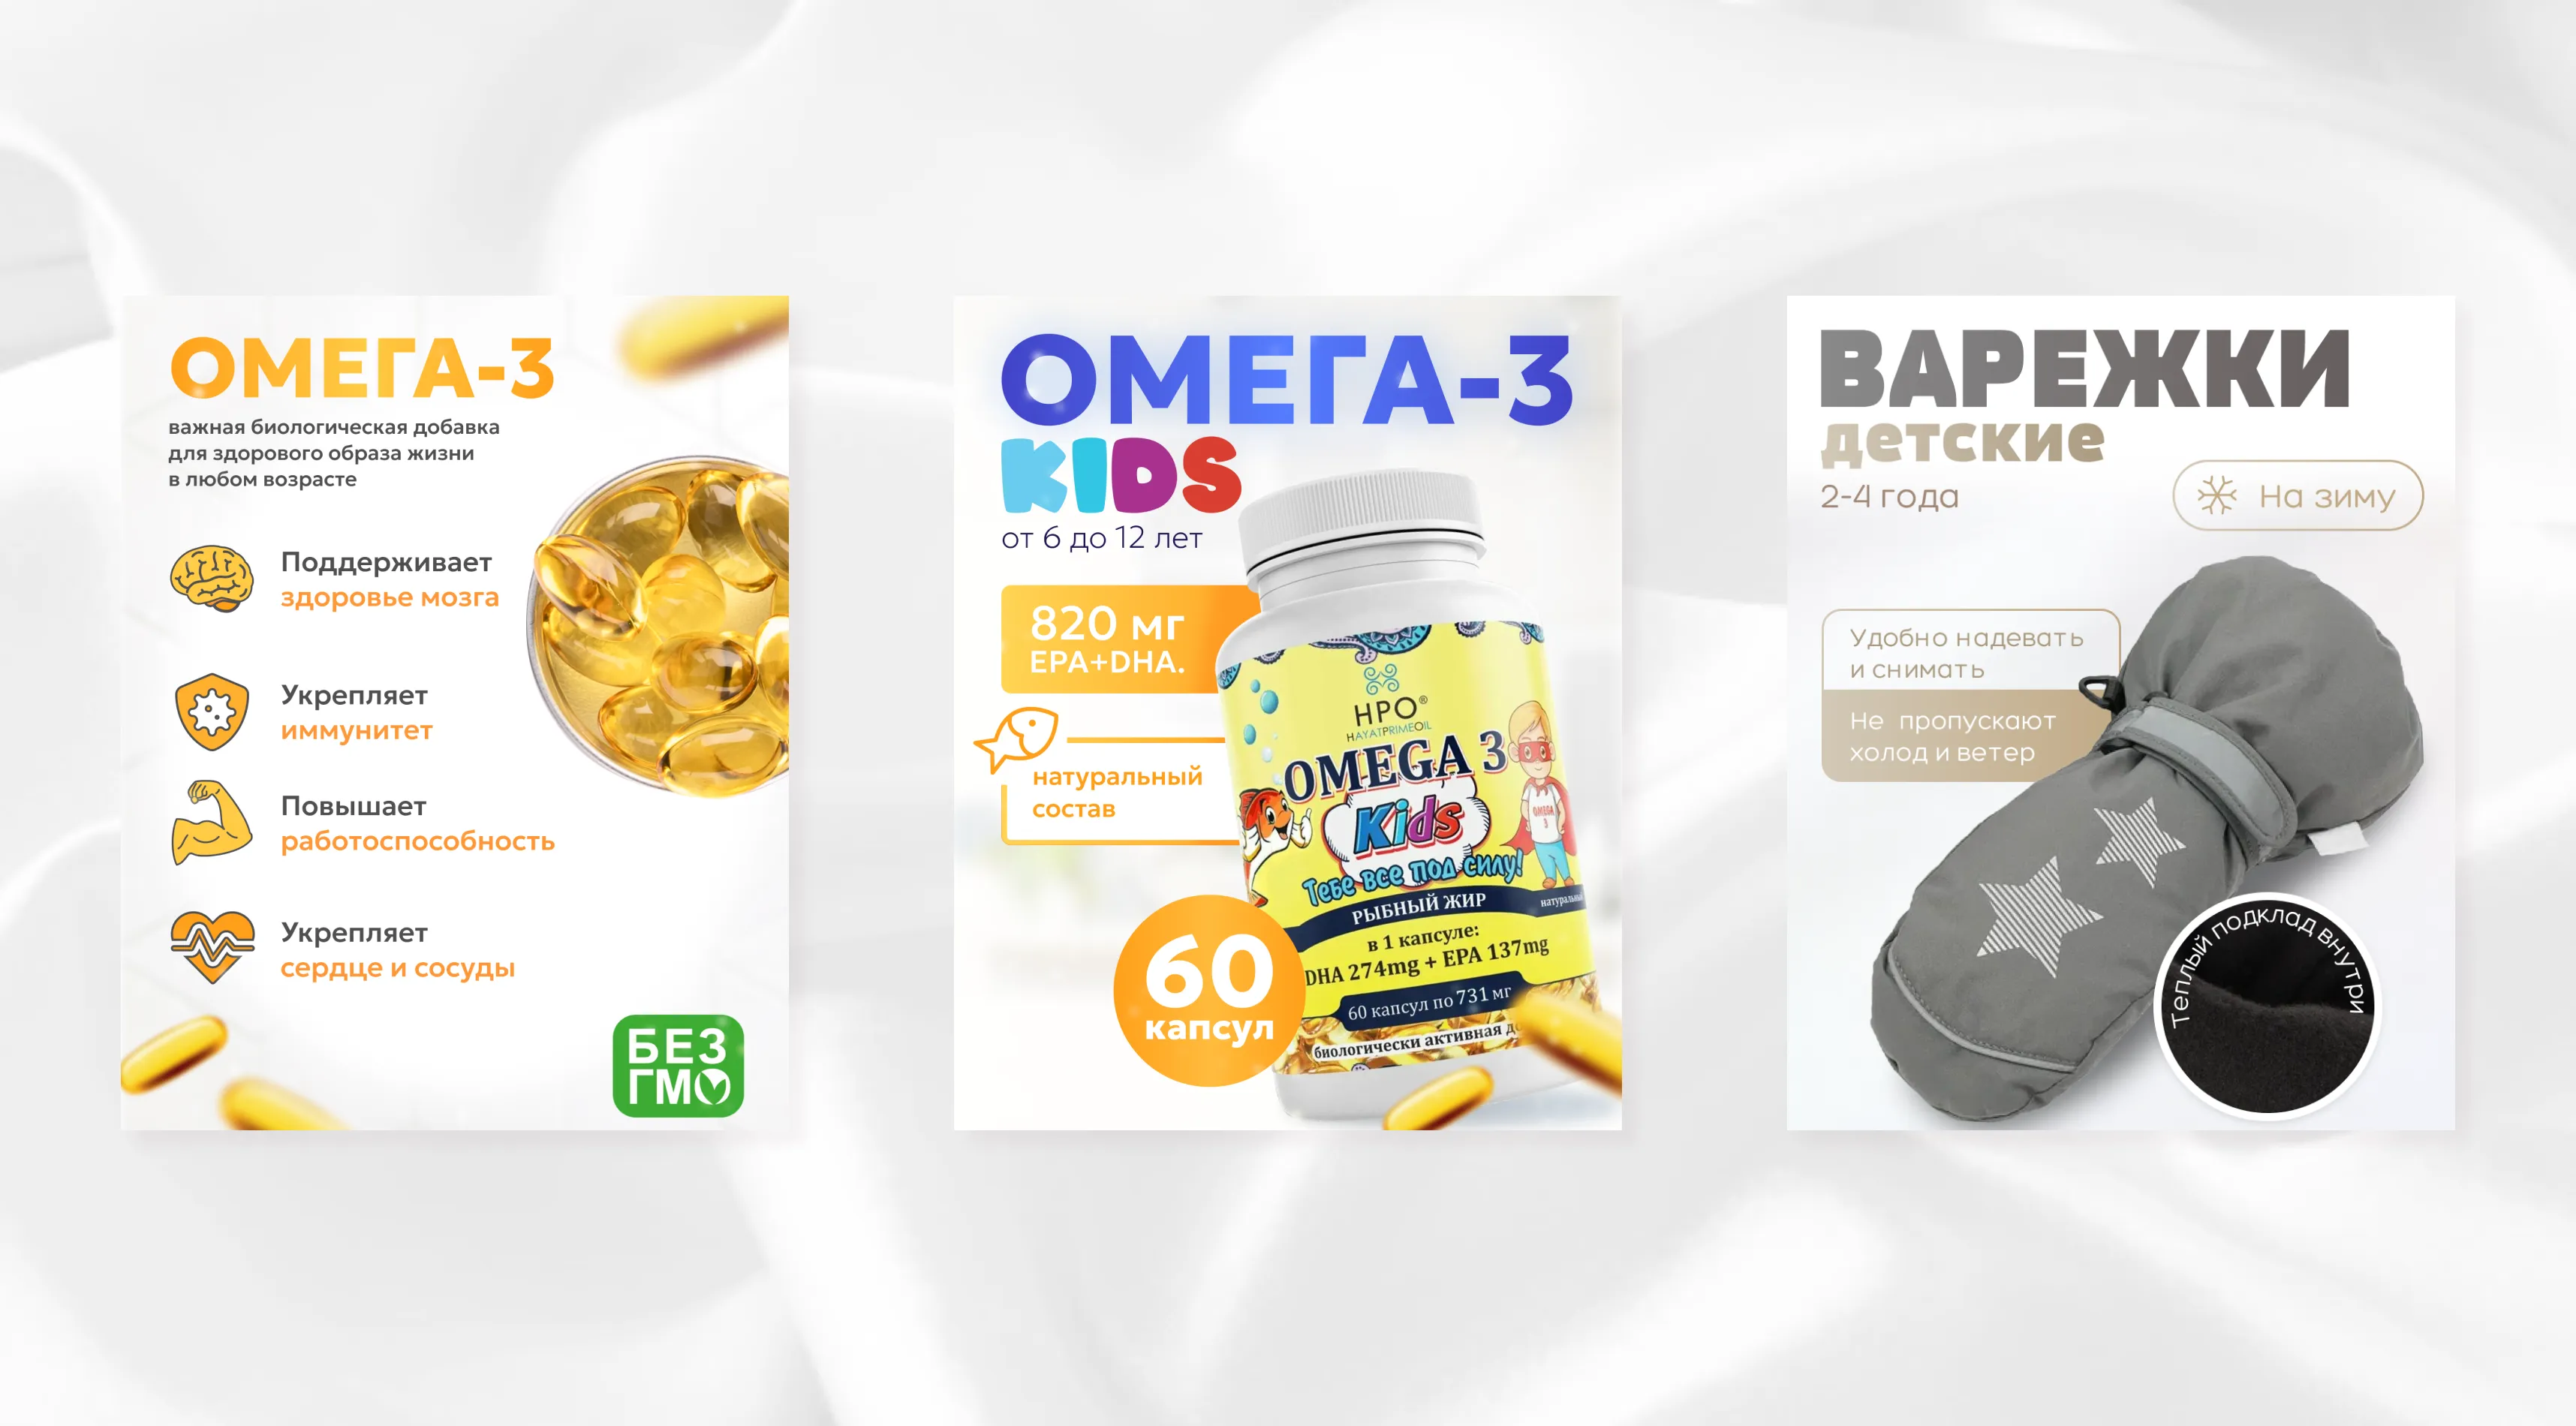 ОМЕГА-3
важная биологическая добавка
для здорового образа жизни
в любом возрасте
Поддерживает
здоровье мозга
Укрепляет
иммунитет
Повышает
работоспособность
Укрепляет
сердце и сосуды
БЕЗ
ГМО
ОМЕГА-3
KIDS
от 6 до 12 лет
820 мг
EPA+DHA.
натуральный
состав
60
капсул
HPO®
HAYATPRIMEOIL
OMEGA 3
Kids
Тебе все под силу!
OMEGA
3
РЫБНЫЙ ЖИР
в 1 капсуле:
DHA 274mg + EPA 137mg
60 капсул по 731 мг
биологически активная
ВАРЕЖКИ
детские
2-4 года
На зиму
Удобно надевать
и снимать
Не пропускают
холод и ветер
Теплый подклад внутри